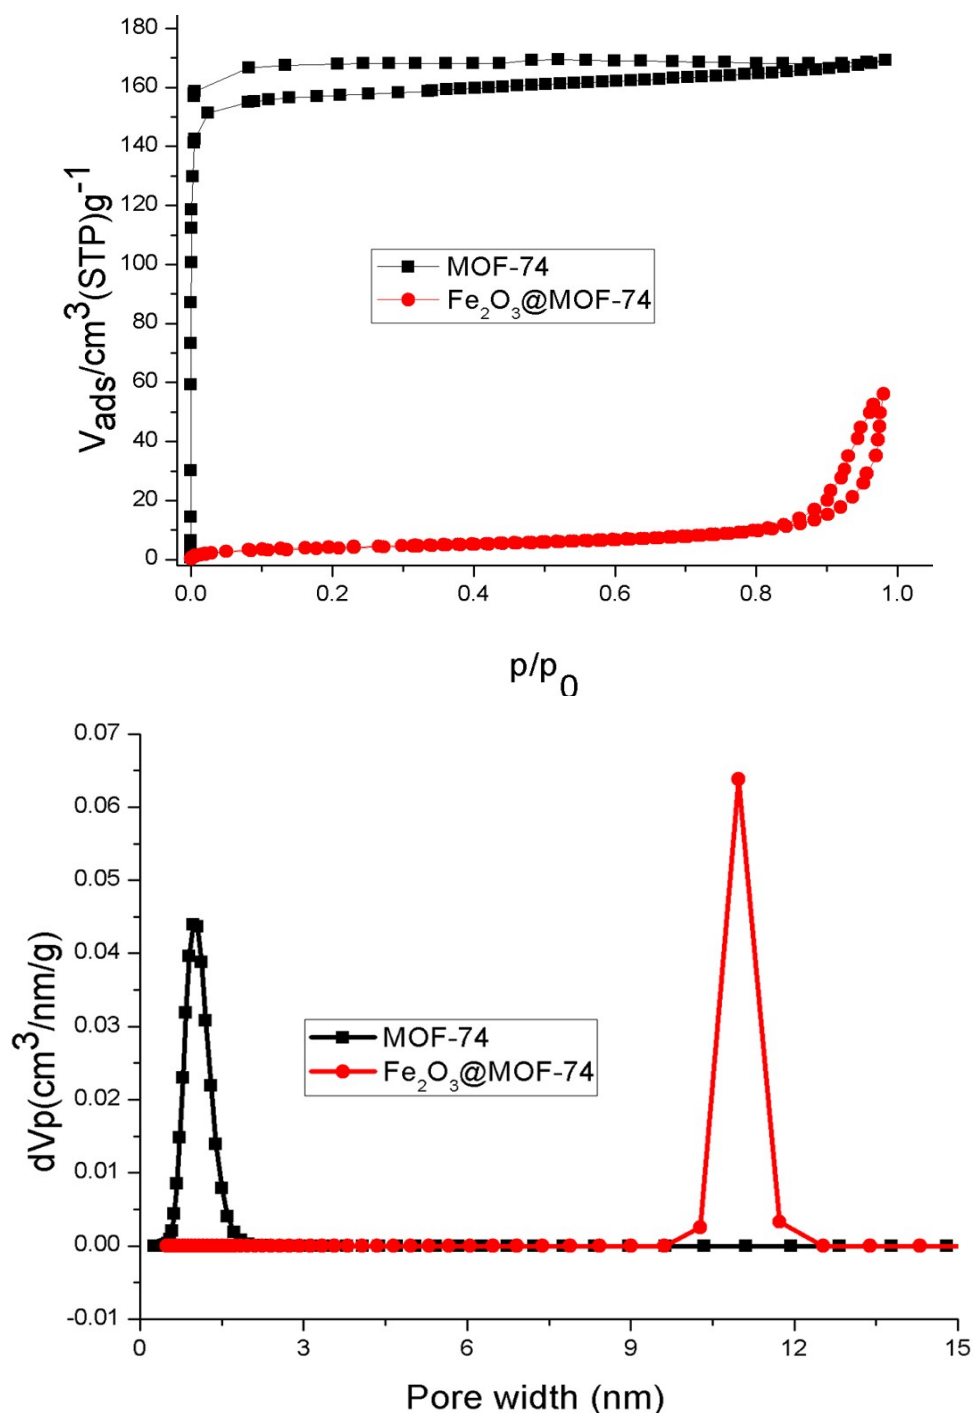 180
160
140
120
100
80
60
40
20
0
V_ads/cm³(STP)g⁻¹
MOF-74
Fe₂O₃@MOF-74
0.0 0.2 0.4 0.6 0.8 1.0
p/p₀
0.07
0.06
0.05
0.04
0.03
0.02
0.01
0.00
-0.01
dVp(cm³/nm/g)
MOF-74
Fe₂O₃@MOF-74
0 3 6 9 12 15
Pore width (nm)